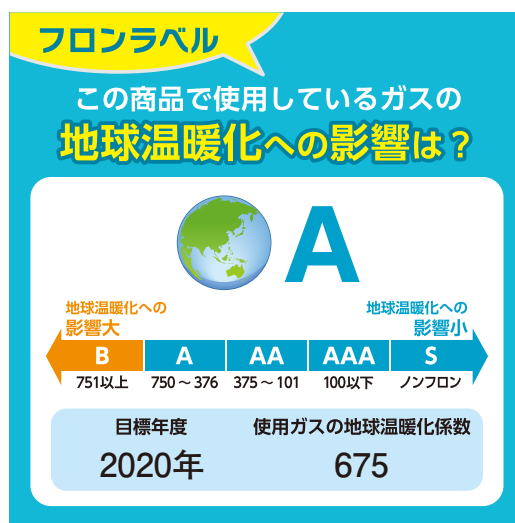 フロンラベル
この商品で使用しているガスの
地球温暖化への影響は？
A
地球温暖化への
影響大
地球温暖化への
影響小
B A AA AAA S
751以上 750～376 375～101 100以下 ノンフロン
目標年度 使用ガスの地球温暖化係数
2020年 675